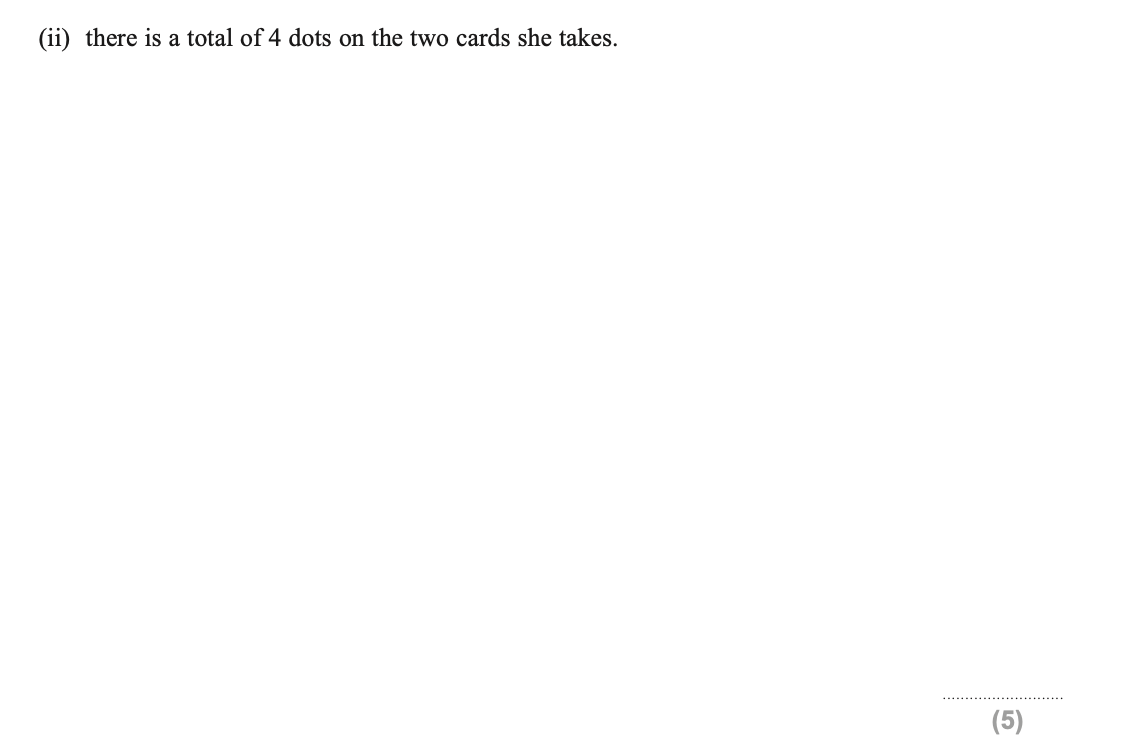 (ii) there is a total of 4 dots on the two cards she takes.
...........................
(5)